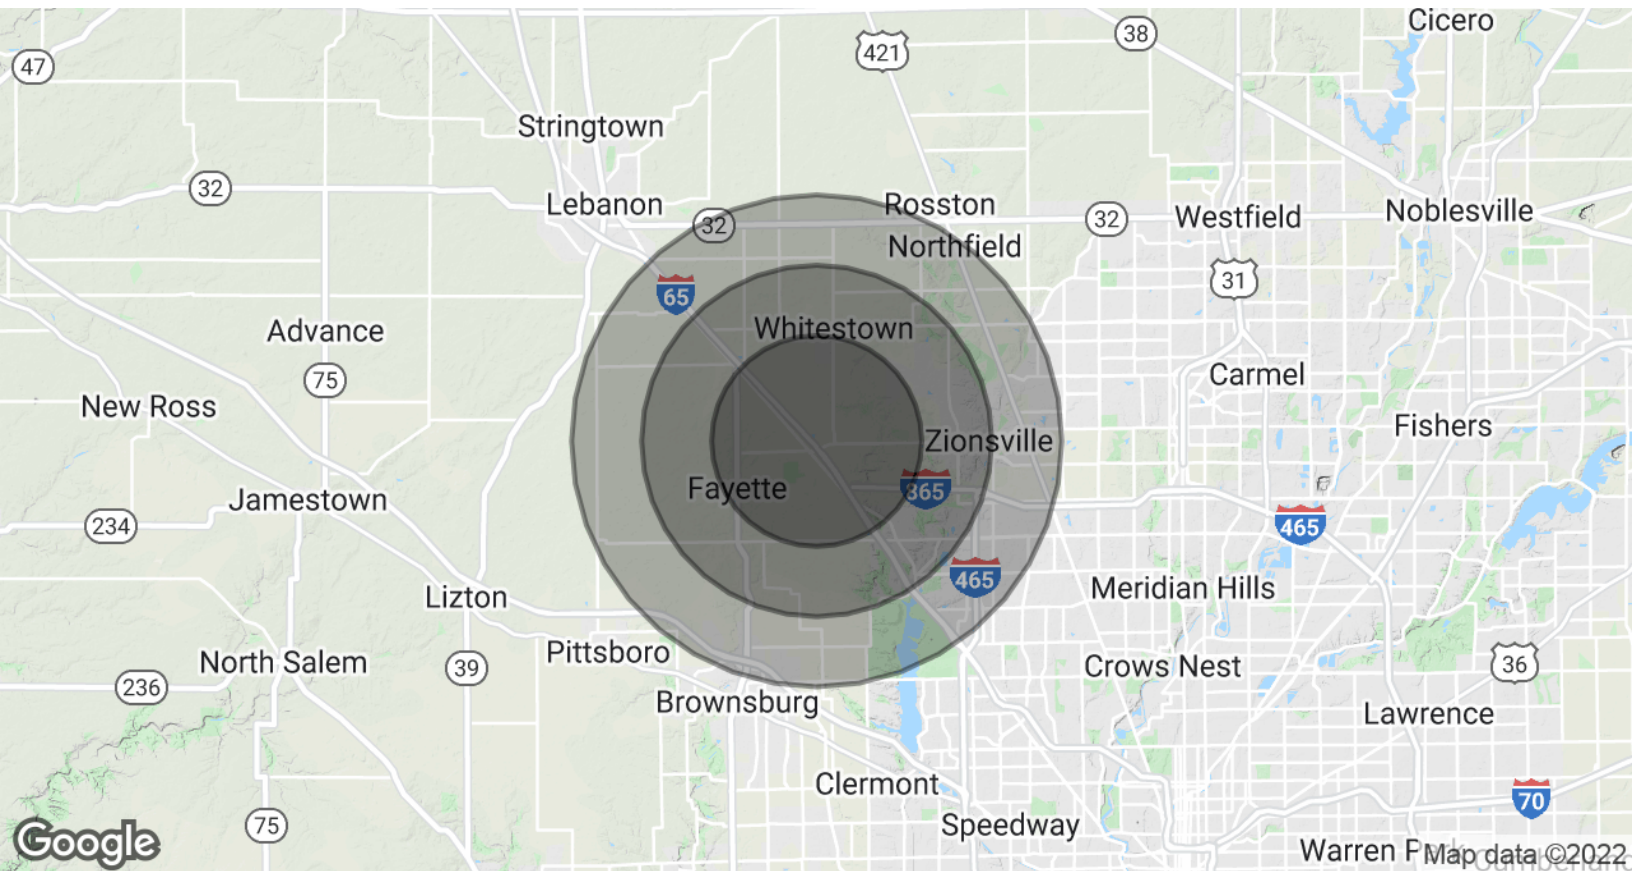 Cicero
38
421
47
Stringtown
32
Lebanon
Rosston
32
32
Westfield
Noblesville
Northfield
31
65
Advance
Whitestown
75
Carmel
New Ross
Fishers
Zionsville
Fayette
865
Jamestown
234
465
465
Meridian Hills
Lizton
Pittsboro
North Salem
39
Crows Nest
36
236
Brownsburg
Lawrence
Clermont
70
75
Speedway
Google
Warren
Map data ©2022